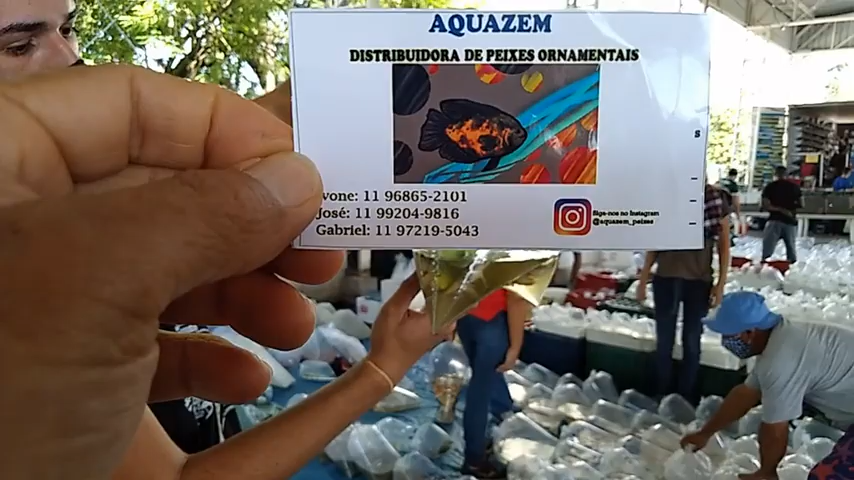 AQUAZEM
DISTRIBUIDORA DE PEIXES ORNAMENTAIS
vone: 11 96865-2101
José: 11 99204-9816
Gabriel: 11 97219-5043
Siga-nos no Instagram
@aquazem_peixes
s